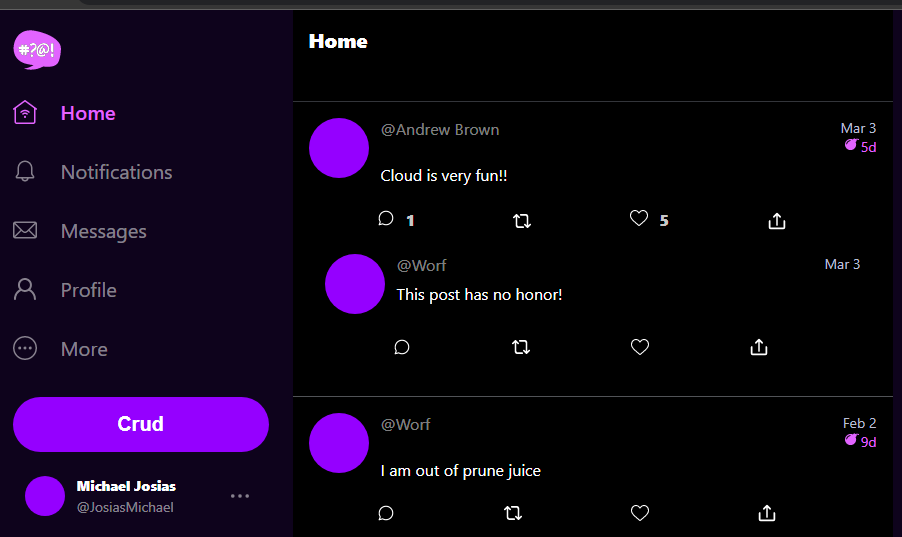 #?@!
Home
Notifications
Messages
Profile
More
Crud
Michael Josias
@JosiasMichael
Home
@Andrew Brown
Mar 3
5d
Cloud is very fun!!
1
5
@Worf
Mar 3
This post has no honor!
@Worf
Feb 2
9d
I am out of prune juice